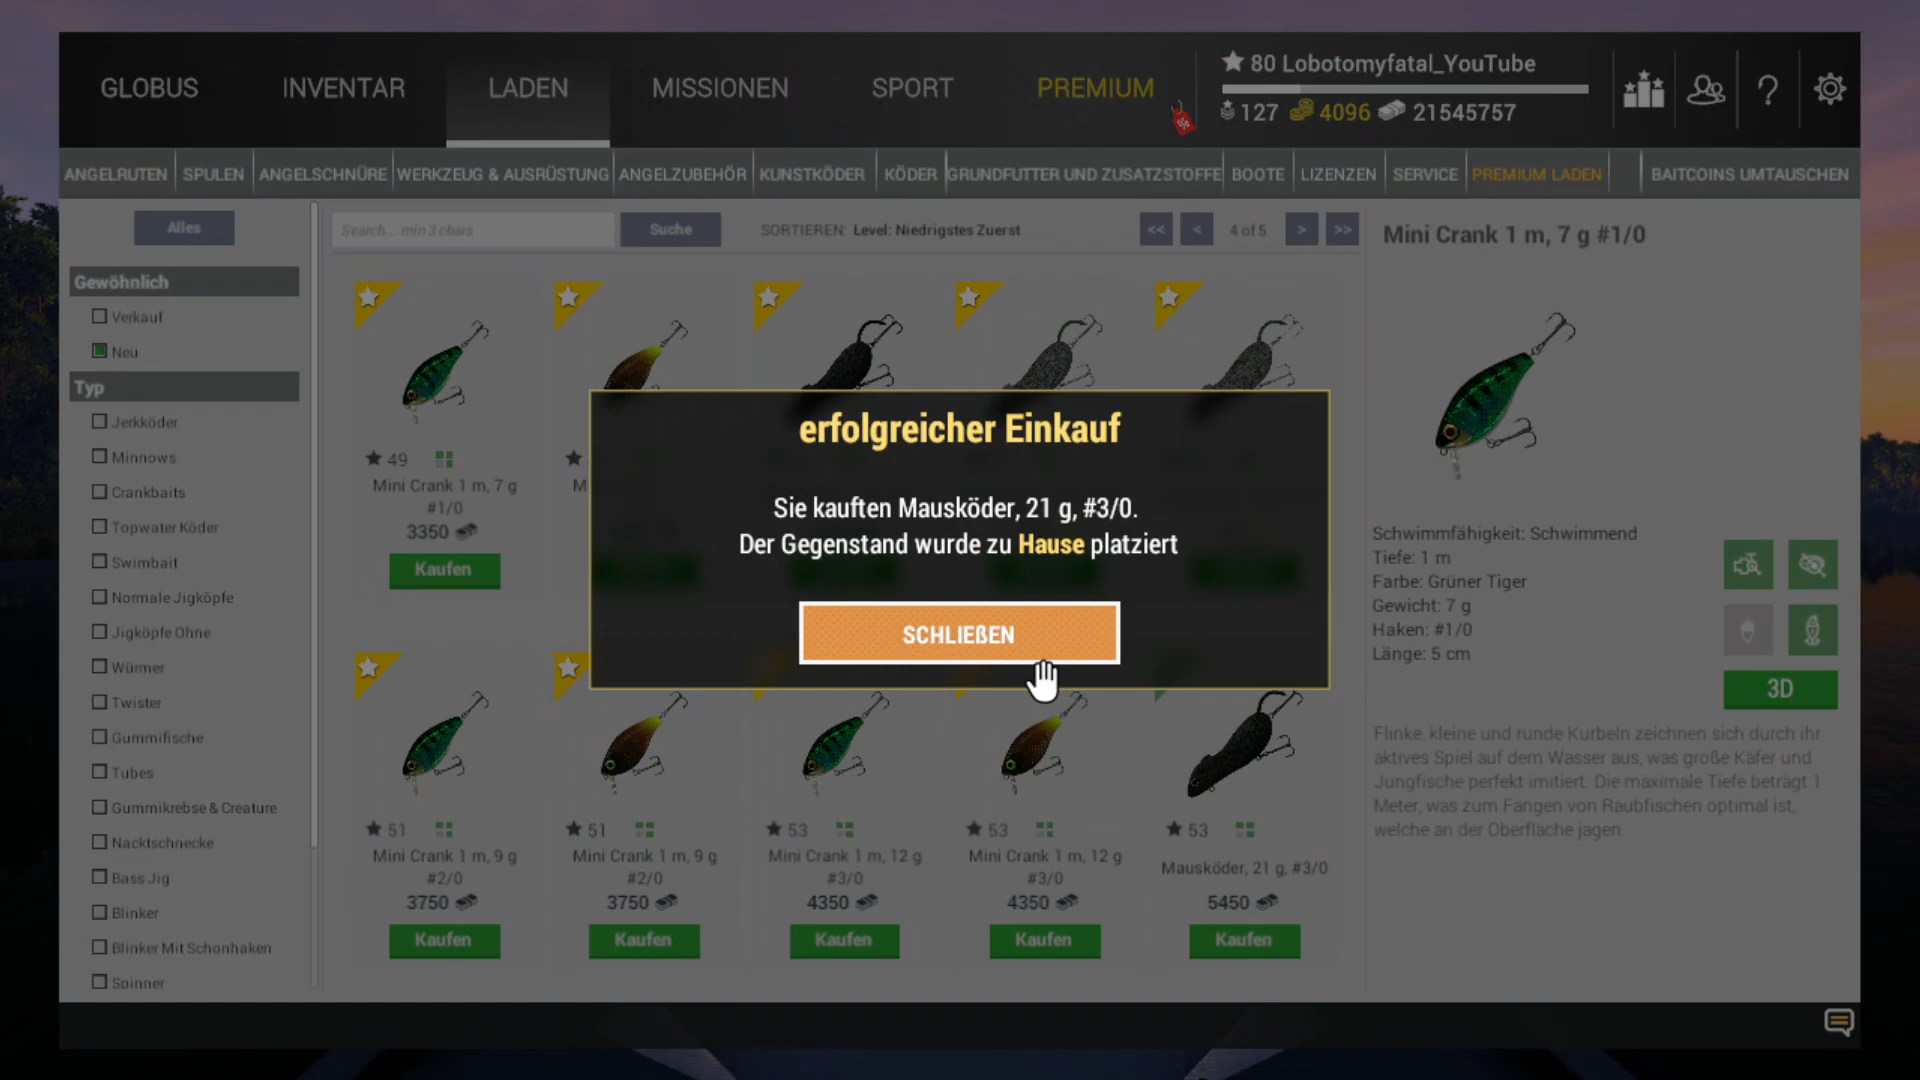 GLOBUS
INVENTAR
LADEN
MISSIONEN
SPORT
PREMIUM
80 Lobotomyfatal_YouTube
127 4096 21545757
ANGELRUTEN
SPULEN
ANGELSCHNÜRE
WERKZEUG & AUSRÜSTUNG
ANGELZUBEHÖR
KUNSTKÖDER
KÖDER
GRUNDFUTTER UND ZUSATZSTOFFE
BOOTE
LIZENZEN
SERVICE
PREMIUM LADEN
BAITCOINS UMTAUSCHEN
Alles
Gewöhnlich
Verkauf
Neu
Typ
Jerkköder
Minnows
Crankbaits
Topwater Köder
Swimbait
Normale Jigköpfe
Jigköpfe Ohne
Würmer
Twister
Gummifische
Tubes
Gummikrebse & Creature
Nacktschnecke
Bass Jig
Blinker
Blinker Mit Schonhaken
Spinner
Search... min 3 chars
Suche
SORTIEREN: Level: Niedrigstes Zuerst
<< < 4 of 5 > >>
49
Mini Crank 1 m, 7 g
#1/0
3350
Kaufen
M
erfolgreicher Einkauf
Sie kauften Mausköder, 21 g, #3/0.
Der Gegenstand wurde zu Hause platziert
SCHLIEßEN
51
Mini Crank 1 m, 9 g
#2/0
3750
Kaufen
51
Mini Crank 1 m, 9 g
#2/0
3750
Kaufen
53
Mini Crank 1 m, 12 g
#3/0
4350
Kaufen
53
Mini Crank 1 m, 12 g
#3/0
4350
Kaufen
53
Mausköder, 21 g, #3/0
5450
Kaufen
Mini Crank 1 m, 7 g #1/0
Schwimmfähigkeit: Schwimmend
Tiefe: 1 m
Farbe: Grüner Tiger
Gewicht: 7 g
Haken: #1/0
Länge: 5 cm
3D
Flinke, kleine und runde Kurbeln zeichnen sich durch ihr
aktives Spiel auf dem Wasser aus, was große Käfer und
Jungfische perfekt imitiert. Die maximale Tiefe beträgt 1
Meter, was zum Fangen von Raubfischen optimal ist,
welche an der Oberfläche jagen.